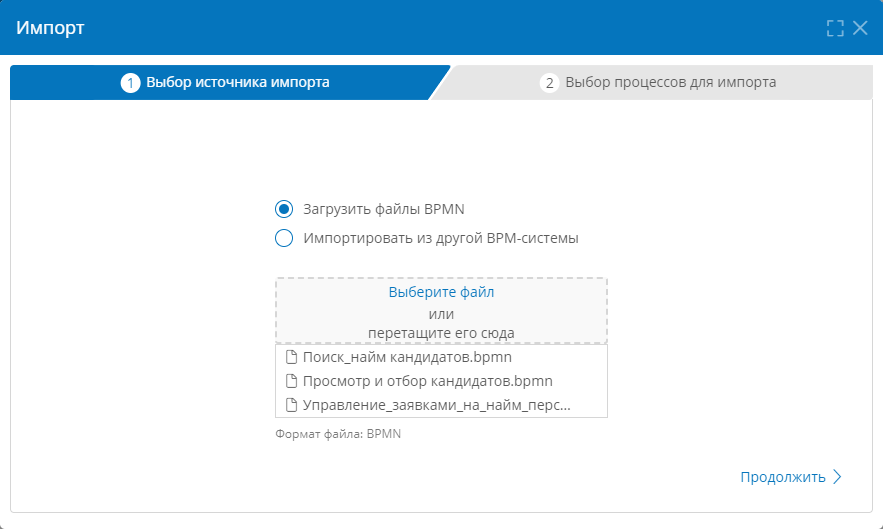 Импорт
1 Выбор источника импорта
2 Выбор процессов для импорта
Загрузить файлы BPMN
Импортировать из другой BPM-системы
Выберите файл
или
перетащите его сюда
Поиск_найм кандидатов.bpmn
Просмотр и отбор кандидатов.bpmn
Управление_заявками_на_найм_перс...
Формат файла: BPMN
Продолжить